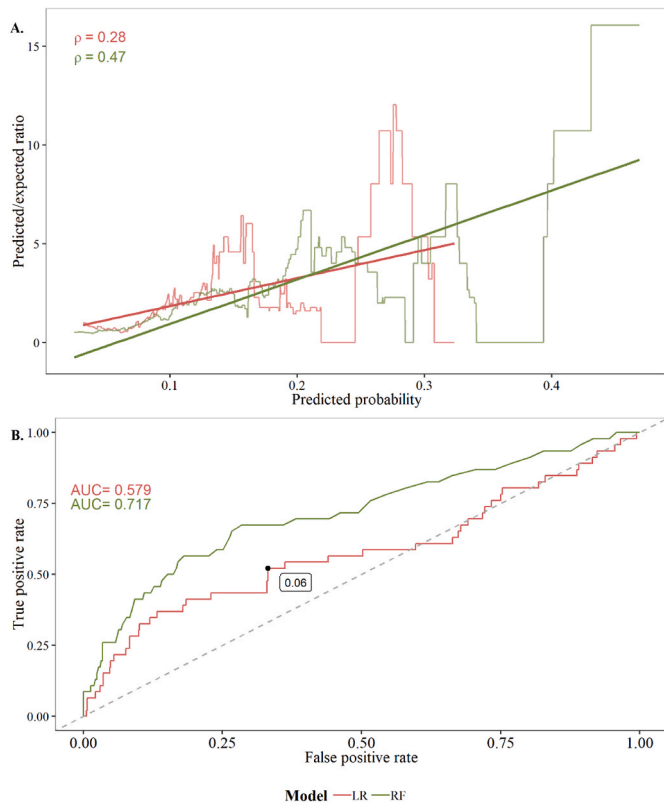 A.
ρ = 0.28
ρ = 0.47
Predicted/expected ratio
15
10
5
0
0.1 0.2 0.3 0.4
Predicted probability
B.
AUC= 0.579
AUC= 0.717
0.06
True positive rate
1.00
0.75
0.50
0.25
0.00
0.00 0.25 0.50 0.75 1.00
False positive rate
Model LR RF